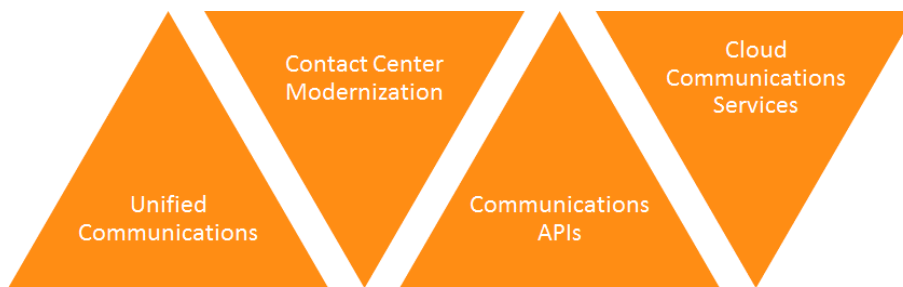 Unified
Communications
Contact Center
Modernization
Communications
APIs
Cloud
Communications
Services